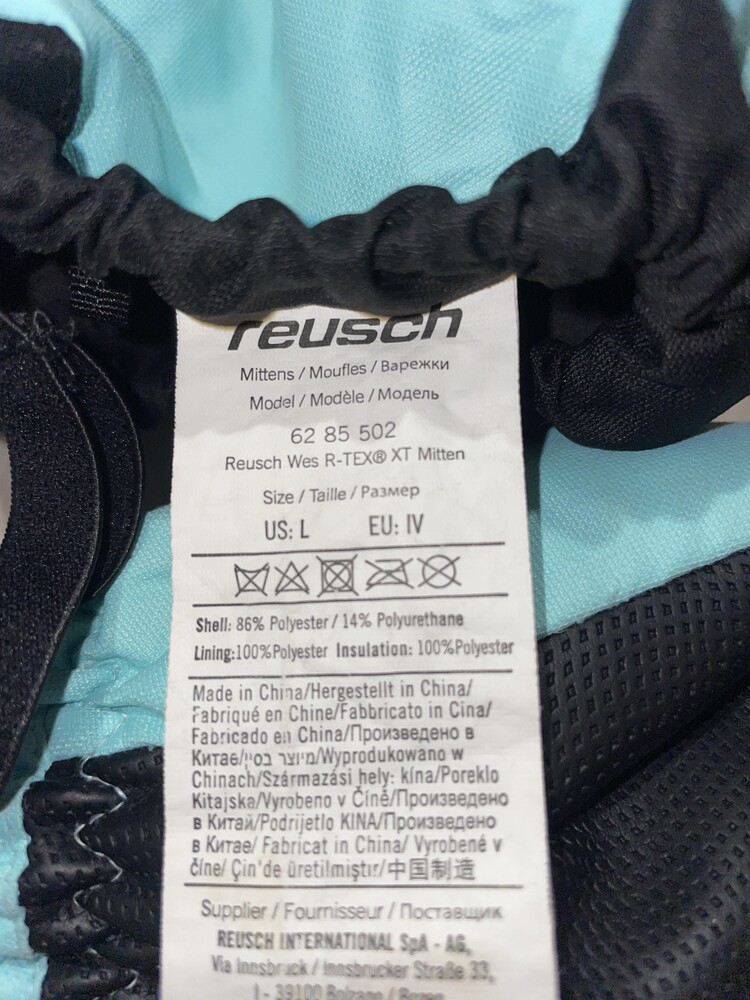 reusch
Mittens / Moufles / Варежки
Model / Modèle / Модель
62 85 502
Reusch Wes R-TEX® XT Mitten
Size / Taille / Размер
US: L EU: IV
Shell: 86% Polyester / 14% Polyurethane
Lining:100%Polyester Insulation: 100%Polyester
Made in China/Hergestellt in China/
Fabriqué en Chine/Fabbricato in Cina/
Fabricado en China/Произведено в
Китае/מיוצר בסין/Wyprodukowano w
Chinach/Származási hely: kína/Poreklo
Kitajska/Vyrobeno v Číně/Произведено
в Китай/Podrijetlo KINA/Произведено
в Китае/ Fabricat in China/ Vyrobené v
číne/ Çin'de üretilmiştir/中国制造
Supplier / Fournisseur / Поставщик
REUSCH INTERNATIONAL SpA - AG,
Via Innsbruck / Innsbrucker Straße 33,
I - 39100 Bolzano / Bozen